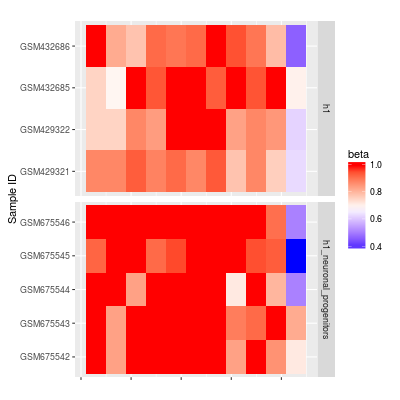 Sample ID
GSM432686
GSM432685
GSM429322
GSM429321
h1
GSM675546
GSM675545
GSM675544
GSM675543
GSM675542
h1_neuronal_progenitors
beta
1.0
0.8
0.6
0.4